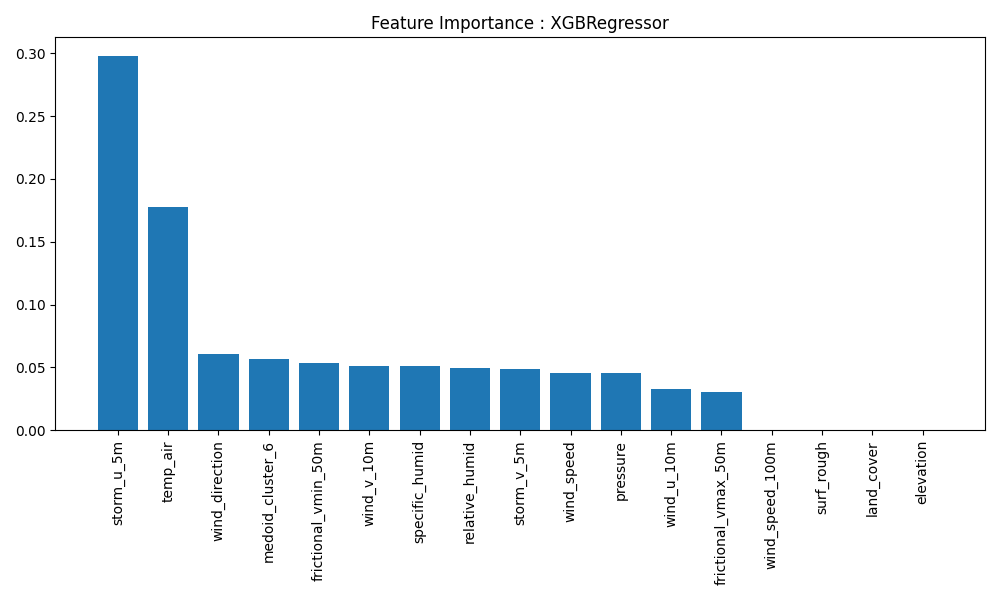 Feature Importance : XGBRegressor
0.30
0.25
0.20
0.15
0.10
0.05
0.00
storm_u_5m
temp_air
wind_direction
medoid_cluster_6
frictional_vmin_50m
wind_v_10m
specific_humid
relative_humid
storm_v_5m
wind_speed
pressure
wind_u_10m
frictional_vmax_50m
wind_speed_100m
surf_rough
land_cover
elevation